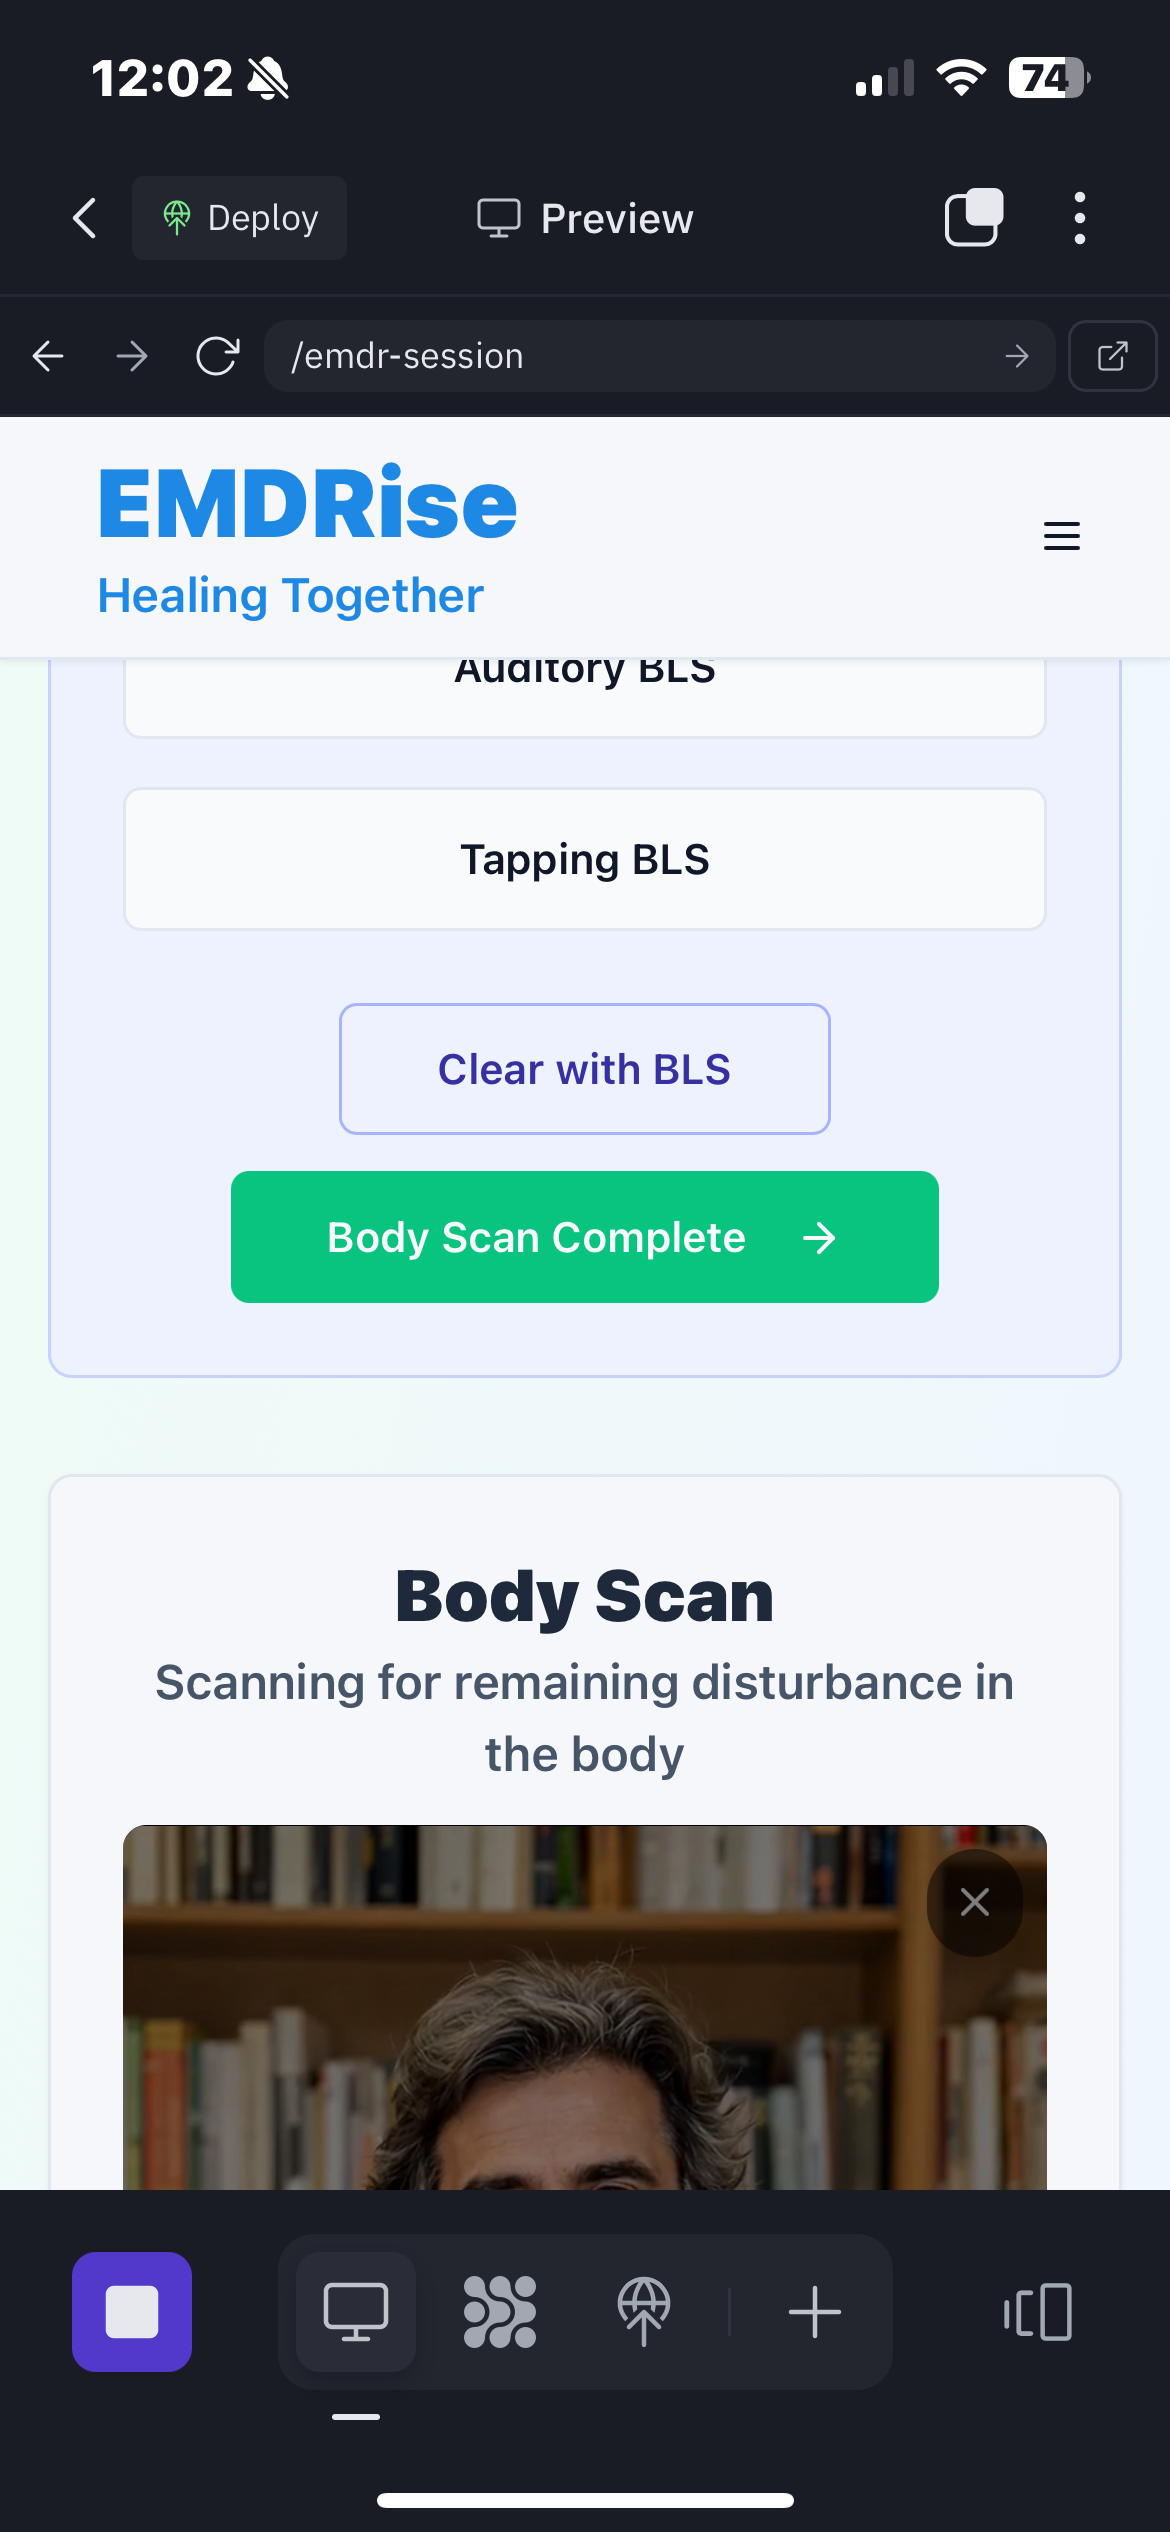 12:02
74
Deploy
Preview
/emdr-session
EMDRise
Healing Together
Auditory BLS
Tapping BLS
Clear with BLS
Body Scan Complete
Body Scan
Scanning for remaining disturbance in
the body